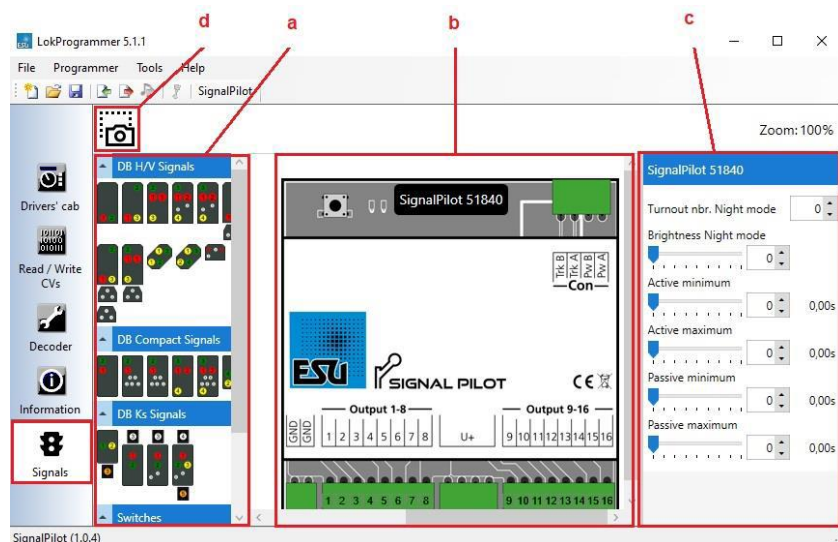 d a b c
LokProgrammer 5.1.1
File Programmer Tools Help
SignalPilot
Zoom: 100%
Drivers' cab
Read / Write
CVs
Decoder
Information
Signals
DB H/V Signals
DB Compact Signals
DB Ks Signals
Switches
SignalPilot 51840
Trk B
Trk A
Pw B
Pw A
Con
ESU SIGNAL PILOT
CE
Output 1-8 Output 9-16
GND GND 1 2 3 4 5 6 7 8 U+ 9 10 11 12 13 14 15 16
1 2 3 4 5 6 7 8 9 10 11 12 13 14 15 16
SignalPilot 51840
Turnout nbr. Night mode 0
Brightness Night mode
0
Active minimum
0 0,00s
Active maximum
0 0,00s
Passive minimum
0 0,00s
Passive maximum
0 0,00s
SignalPilot (1.0.4)